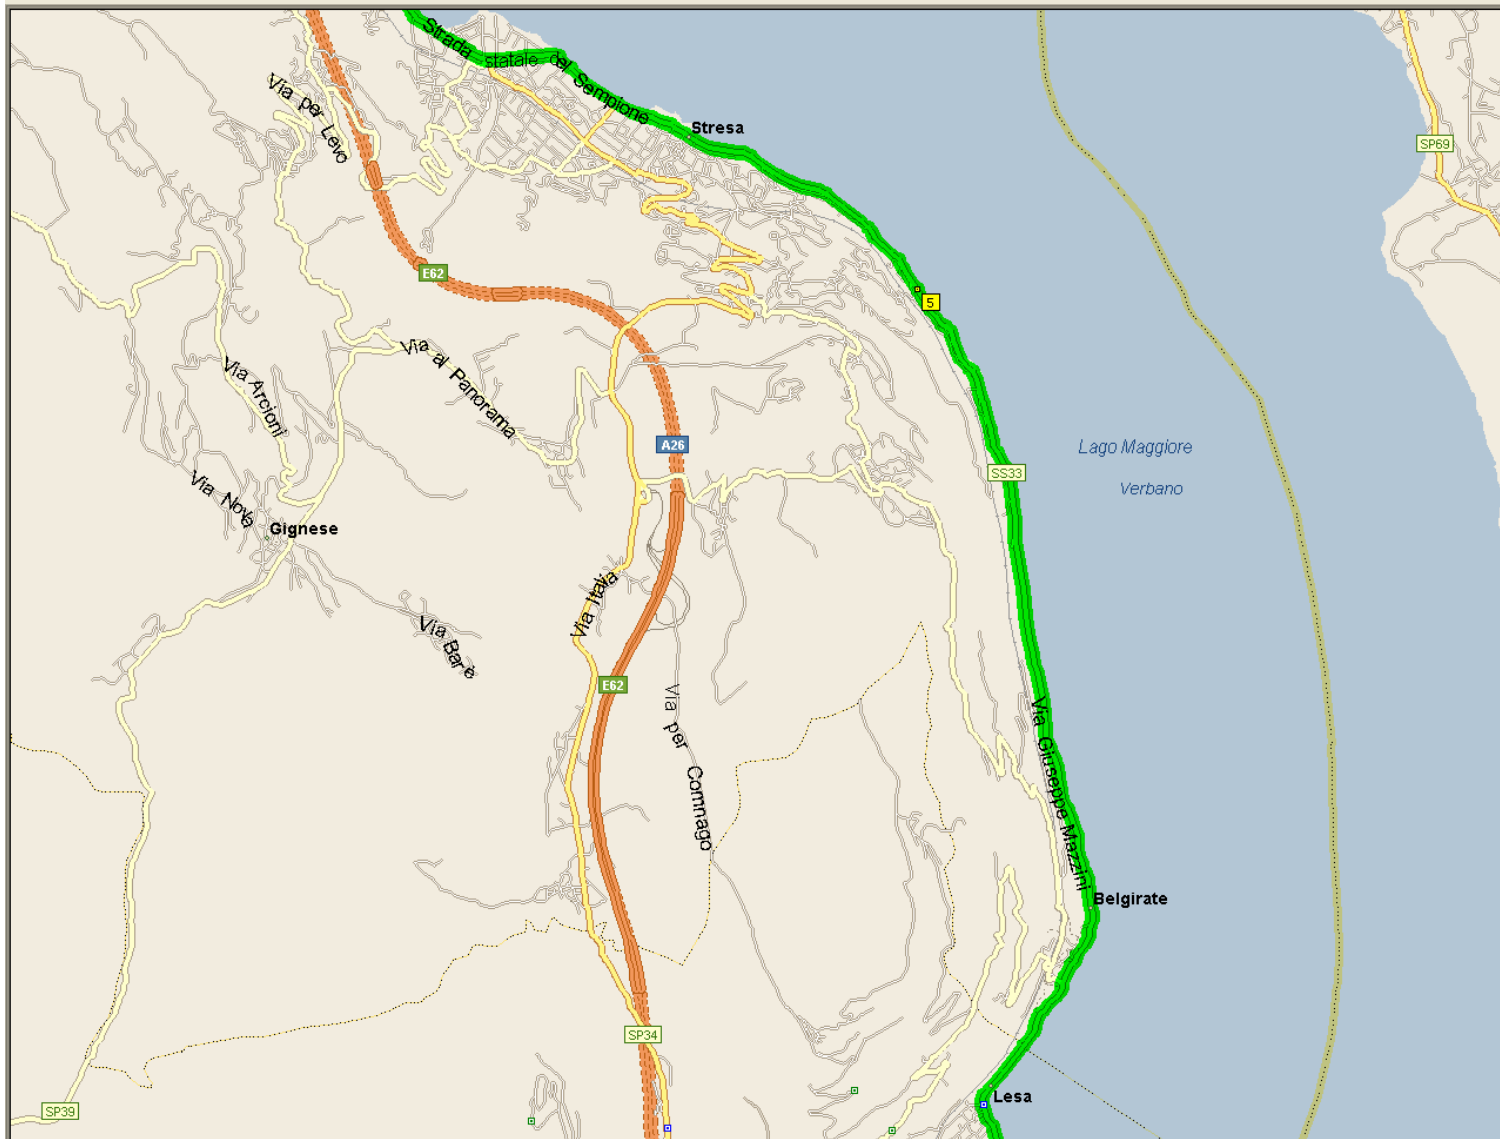 Strada statale del Sempione
Via per Levo
Stresa
SP69
E62
5
Via al Panorama
Via Arcioni
A26
Lago Maggiore
SS33
Verbano
Via Nova
Gignese
Via Italia
Via Barè
E62
Via per Comnago
Via Giuseppe Mazzini
Belgirate
SP34
Lesa
SP39